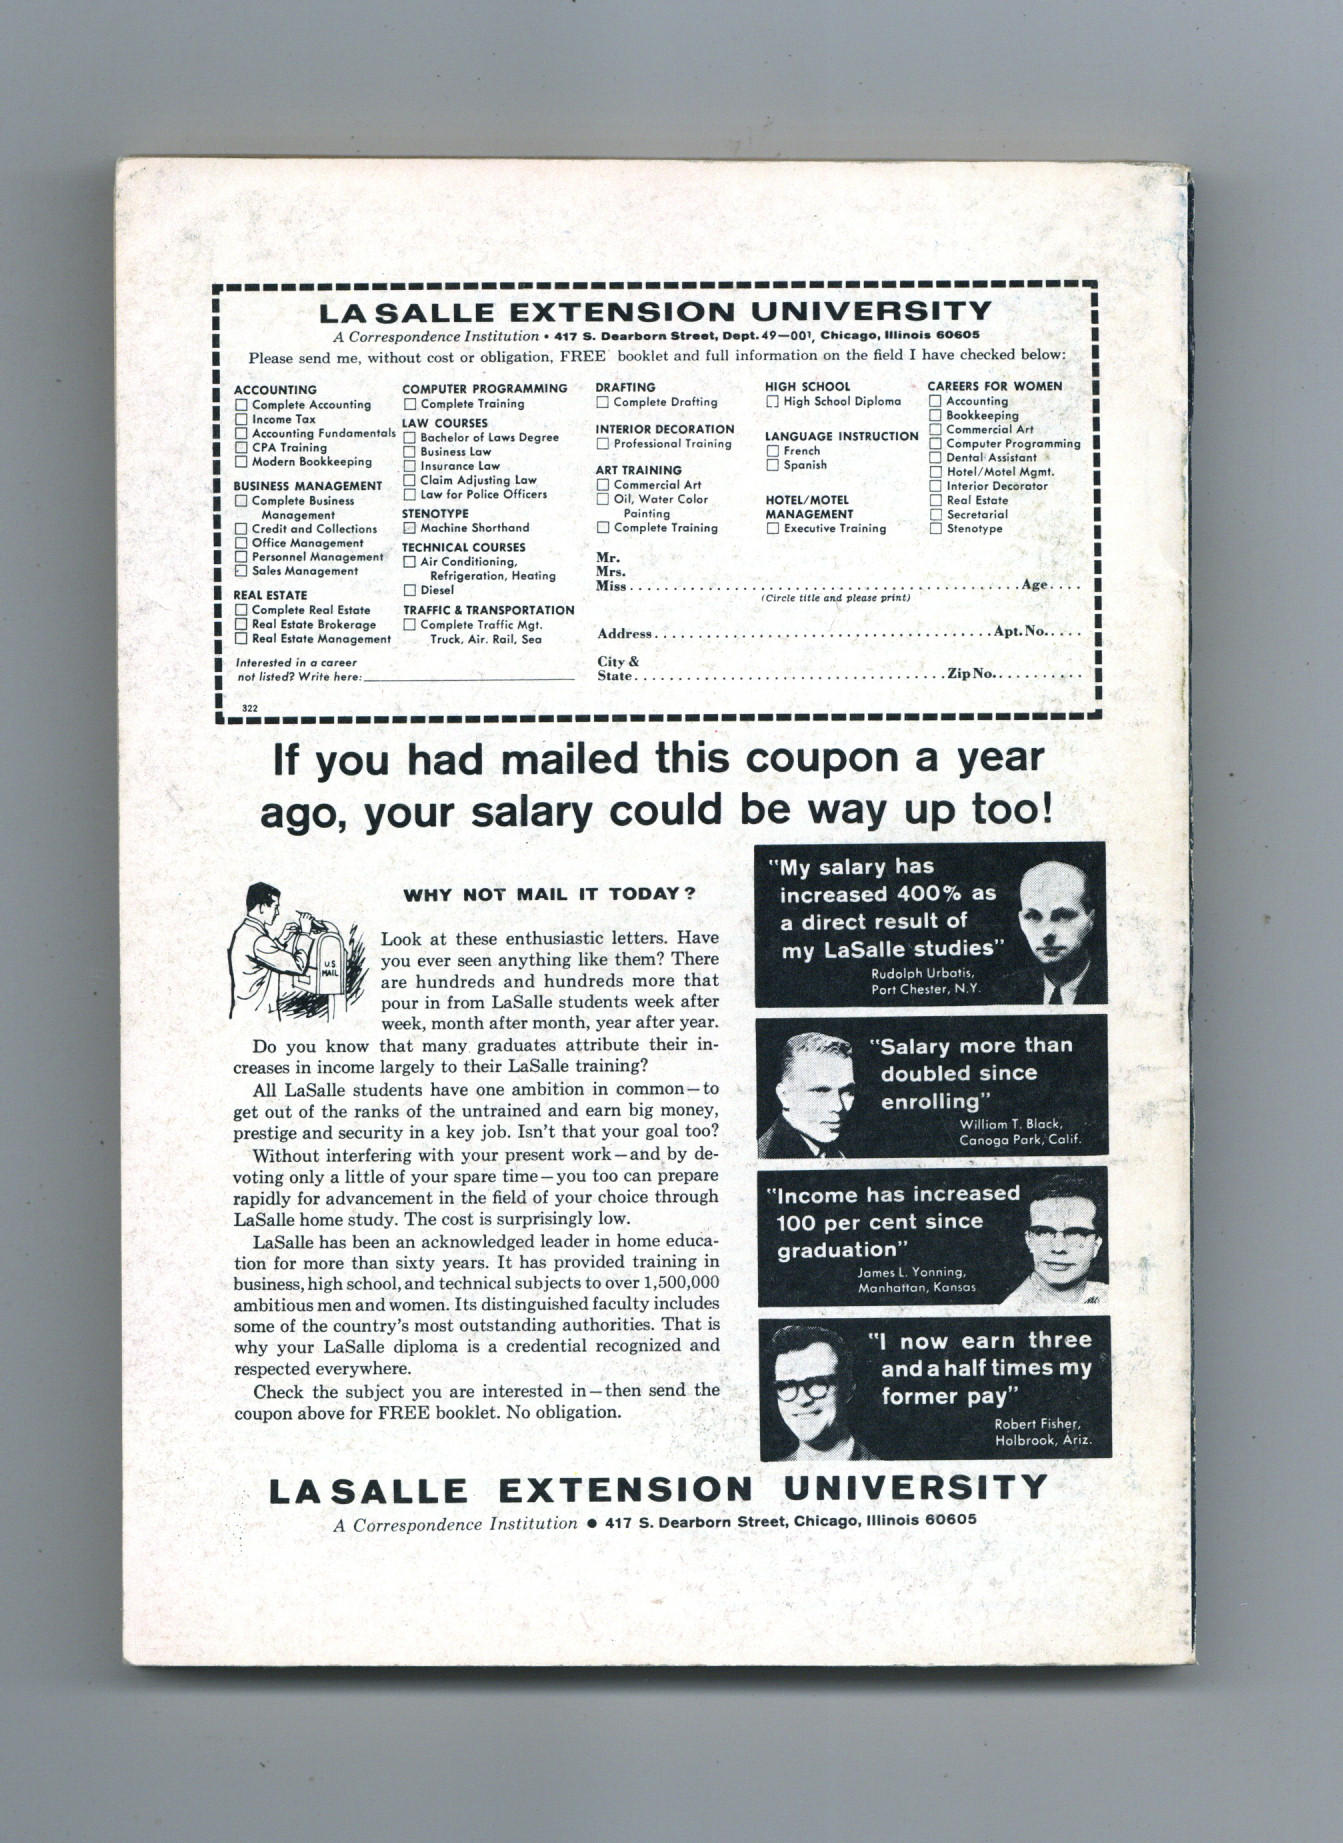 LA SALLE EXTENSION UNIVERSITY
A Correspondence Institution • 417 S. Dearborn Street, Dept. 49—001, Chicago, Illinois 60605
Please send me, without cost or obligation, FREE booklet and full information on the field I have checked below:
ACCOUNTING
Complete Accounting
Income Tax
Accounting Fundamentals
CPA Training
Modern Bookkeeping
BUSINESS MANAGEMENT
Complete Business
Management
Credit and Collections
Office Management
Personnel Management
Sales Management
REAL ESTATE
Complete Real Estate
Real Estate Brokerage
Real Estate Management
Interested in a career
not listed? Write here:
322
COMPUTER PROGRAMMING
Complete Training
LAW COURSES
Bachelor of Laws Degree
Business Law
Insurance Law
Claim Adjusting Law
Law for Police Officers
STENOTYPE
Machine Shorthand
TECHNICAL COURSES
Air Conditioning,
Refrigeration, Heating
Diesel
TRAFFIC & TRANSPORTATION
Complete Traffic Mgt.
Truck, Air. Rail, Sea
DRAFTING
Complete Drafting
INTERIOR DECORATION
Professional Training
ART TRAINING
Commercial Art
Oil, Water Color
Painting
Complete Training
HIGH SCHOOL
High School Diploma
LANGUAGE INSTRUCTION
French
Spanish
HOTEL/MOTEL
MANAGEMENT
Executive Training
CAREERS FOR WOMEN
Accounting
Bookkeeping
Commercial Art
Computer Programming
Dental Assistant
Hotel/Motel Mgmt.
Interior Decorator
Real Estate
Secretarial
Stenotype
Mr.
Mrs.
Miss Age
(Circle title and please print)
Address Apt. No.
City &
State Zip No.
If you had mailed this coupon a year
ago, your salary could be way up too!
U.S.
MAIL
WHY NOT MAIL IT TODAY?
Look at these enthusiastic letters. Have
you ever seen anything like them? There
are hundreds and hundreds more that
pour in from LaSalle students week after
week, month after month, year after year.
Do you know that many graduates attribute their in-
creases in income largely to their LaSalle training?
All LaSalle students have one ambition in common—to
get out of the ranks of the untrained and earn big money,
prestige and security in a key job. Isn't that your goal too?
Without interfering with your present work—and by de-
voting only a little of your spare time—you too can prepare
rapidly for advancement in the field of your choice through
LaSalle home study. The cost is surprisingly low.
LaSalle has been an acknowledged leader in home educa-
tion for more than sixty years. It has provided training in
business, high school, and technical subjects to over 1,500,000
ambitious men and women. Its distinguished faculty includes
some of the country's most outstanding authorities. That is
why your LaSalle diploma is a credential recognized and
respected everywhere.
Check the subject you are interested in—then send the
coupon above for FREE booklet. No obligation.
"My salary has
increased 400% as
a direct result of
my LaSalle studies"
Rudolph Urbatis,
Port Chester, N.Y.
"Salary more than
doubled since
enrolling"
William T. Black,
Canoga Park, Calif.
"Income has increased
100 per cent since
graduation"
James L. Yonning,
Manhattan, Kansas
"I now earn three
and a half times my
former pay"
Robert Fisher,
Holbrook, Ariz.
LA SALLE EXTENSION UNIVERSITY
A Correspondence Institution • 417 S. Dearborn Street, Chicago, Illinois 60605